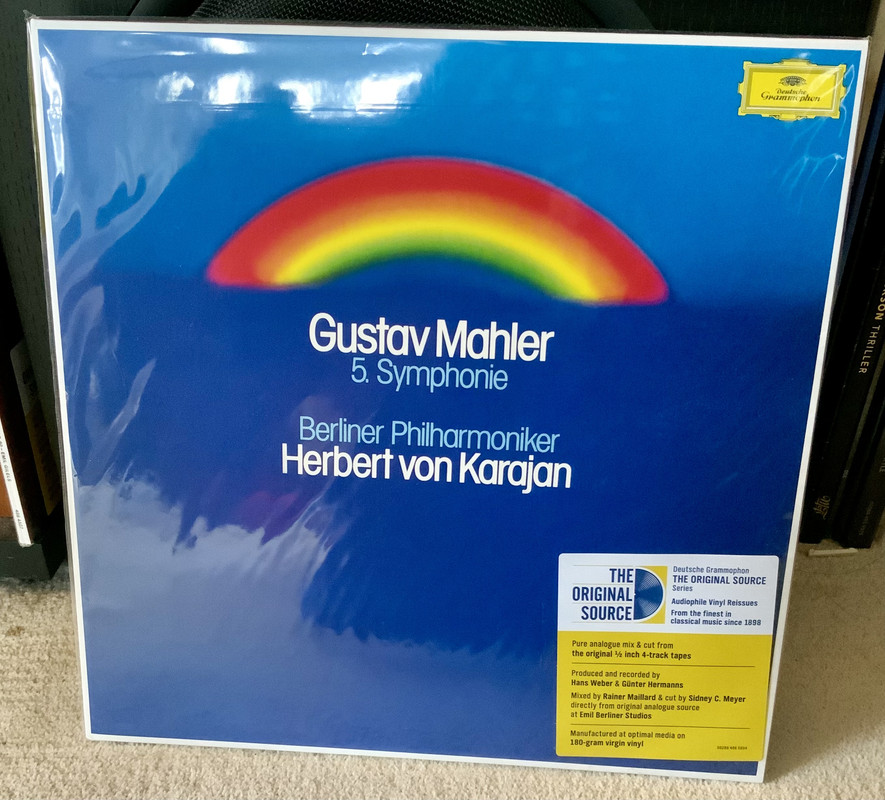 Deutsche
Grammophon
Gustav Mahler
5. Symphonie
Berliner Philharmoniker
Herbert von Karajan
THE
ORIGINAL
SOURCE
Deutsche Grammophon
THE ORIGINAL SOURCE
Series
Audiophile Vinyl Reissues
From the finest in
classical music since 1898
Pure analogue mix & cut from
the original ½ inch 4-track tapes
Produced and recorded by
Hans Weber & Günter Hermanns
Mixed by Rainer Maillard & cut by Sidney C. Meyer
directly from original analogue source
at Emil Berliner Studios
Manufactured at optimal media on
180-gram virgin vinyl
THRILLER